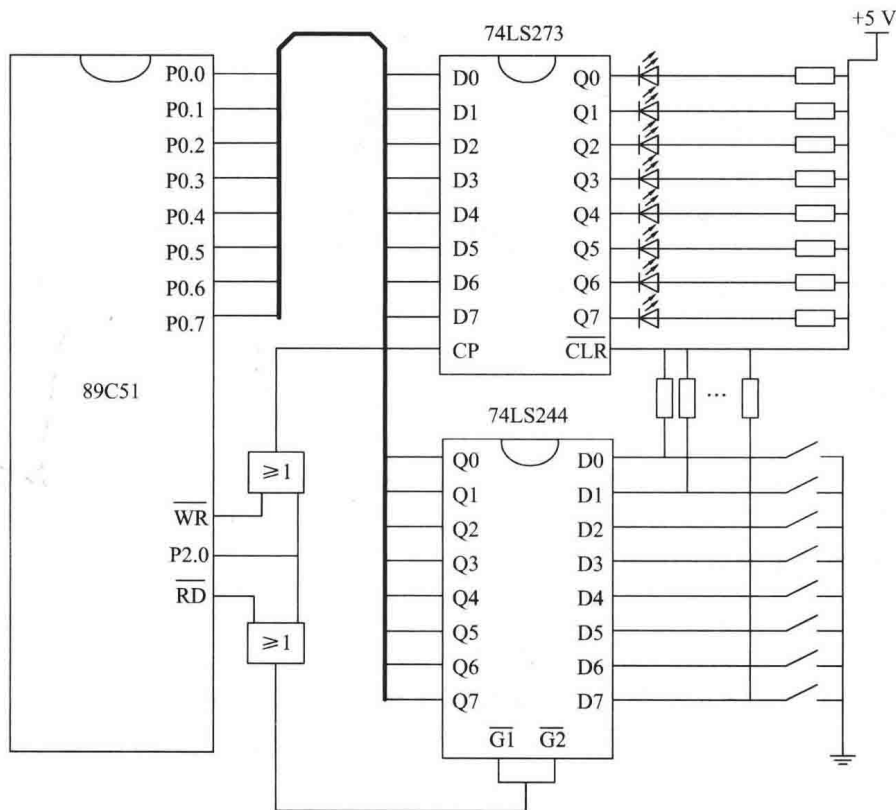 +5 V
74LS273
P0.0
P0.1
P0.2
P0.3
P0.4
P0.5
P0.6
P0.7
89C51
WR
P2.0
RD
≥1
≥1
D0
D1
D2
D3
D4
D5
D6
D7
CP
Q0
Q1
Q2
Q3
Q4
Q5
Q6
Q7
CLR
...
74LS244
Q0
Q1
Q2
Q3
Q4
Q5
Q6
Q7
D0
D1
D2
D3
D4
D5
D6
D7
G1 G2